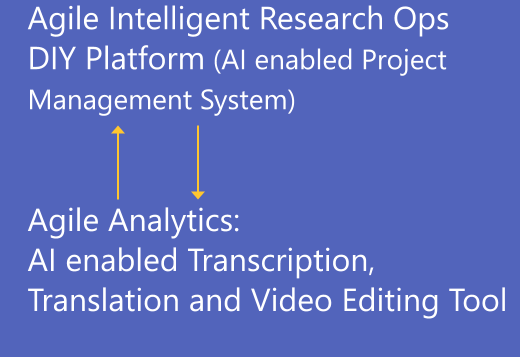 Agile Intelligent Research Ops
DIY Platform (AI enabled Project
Management System)
Agile Analytics:
AI enabled Transcription,
Translation and Video Editing Tool